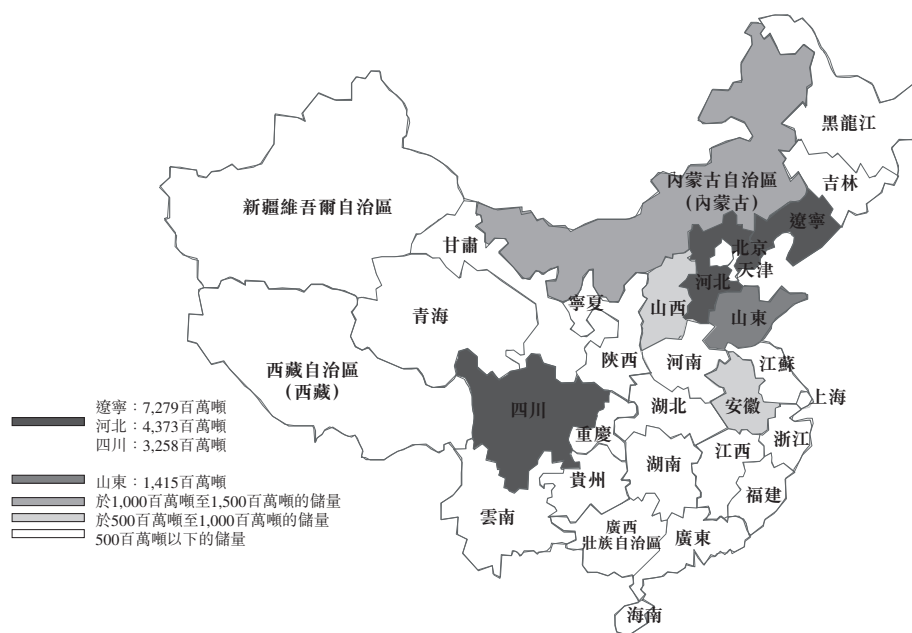 黑龍江
吉林
內蒙古自治區
(內蒙古)
遼寧
新疆維吾爾自治區
甘肅
北京
天津
河北
寧夏
山西
山東
青海
陝西
河南
江蘇
西藏自治區
(西藏)
四川
安徽
上海
湖北
重慶
浙江
江西
湖南
貴州
福建
雲南
廣西
壯族自治區
廣東
海南
遼寧：7,279百萬噸
河北：4,373百萬噸
四川：3,258百萬噸
山東：1,415百萬噸
於1,000百萬噸至1,500百萬噸的儲量
於500百萬噸至1,000百萬噸的儲量
500百萬噸以下的儲量